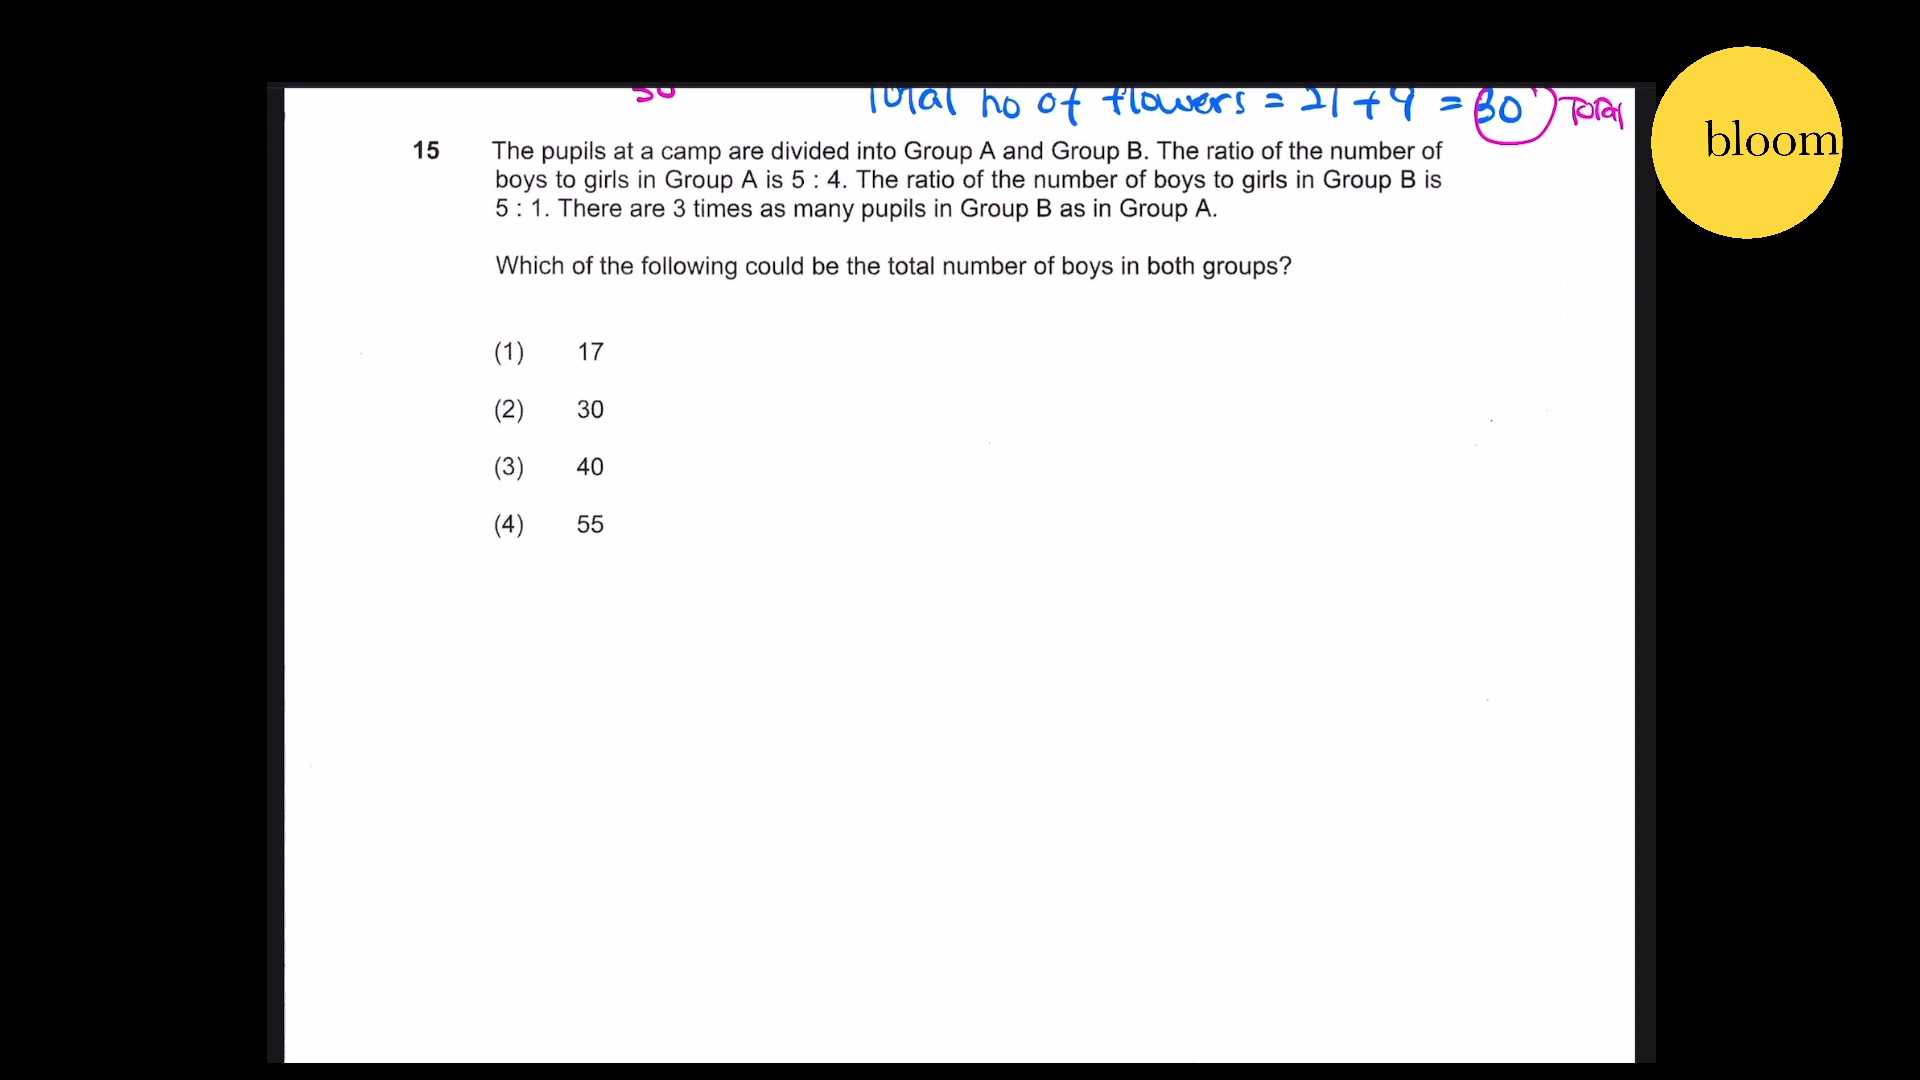 Total no of flowers = 21 + 9 = 30 Total
bloom
15 The pupils at a camp are divided into Group A and Group B. The ratio of the number of
boys to girls in Group A is 5 : 4. The ratio of the number of boys to girls in Group B is
5 : 1. There are 3 times as many pupils in Group B as in Group A.
Which of the following could be the total number of boys in both groups?
(1) 17
(2) 30
(3) 40
(4) 55